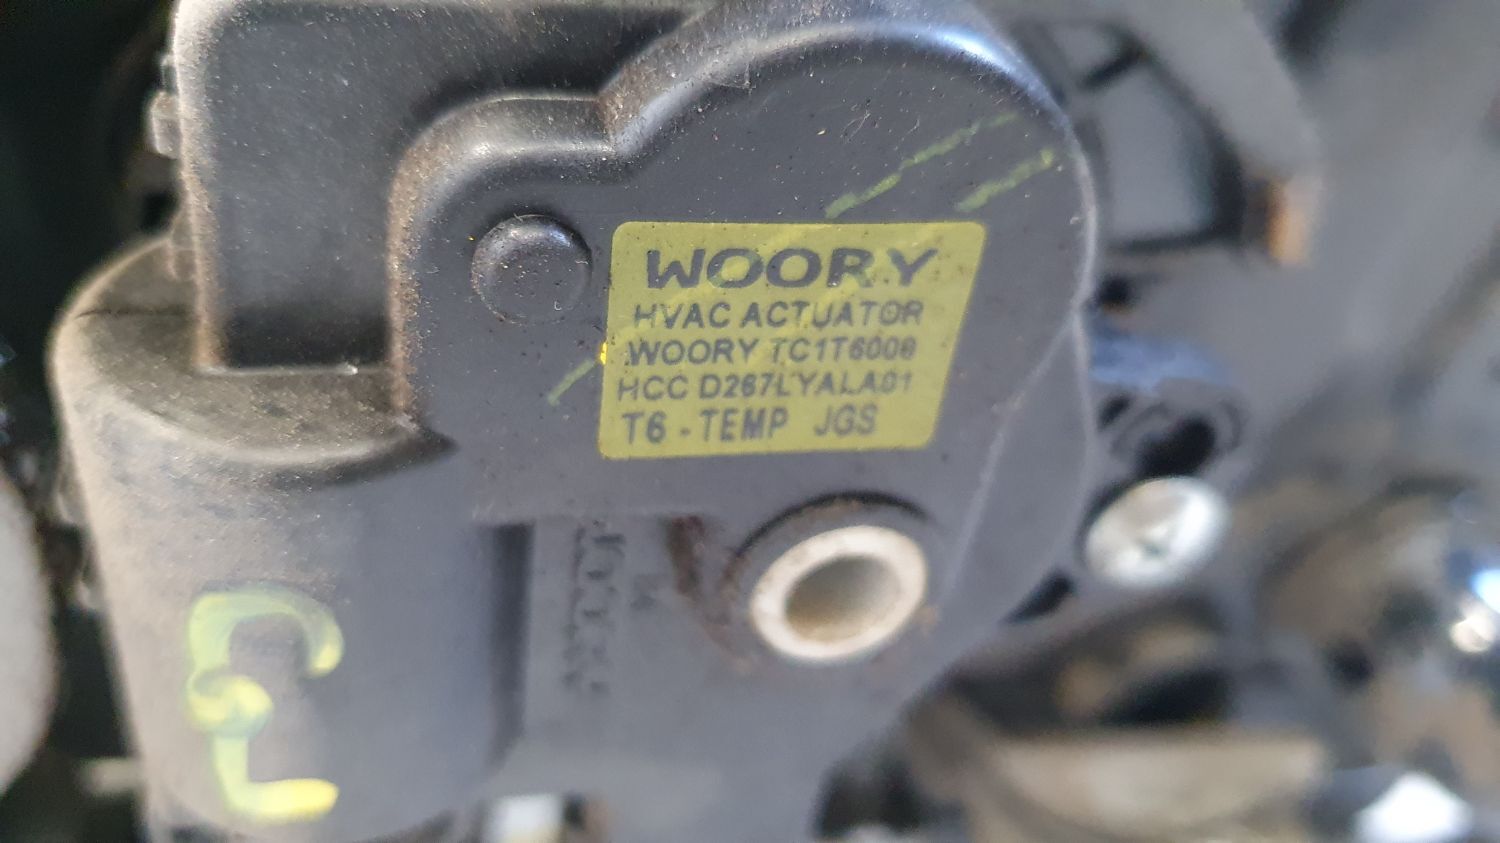 WOORY
HVAC ACTUATOR
WOORY TC1T6008
HCC D267LYALA01
T6 - TEMP JGS